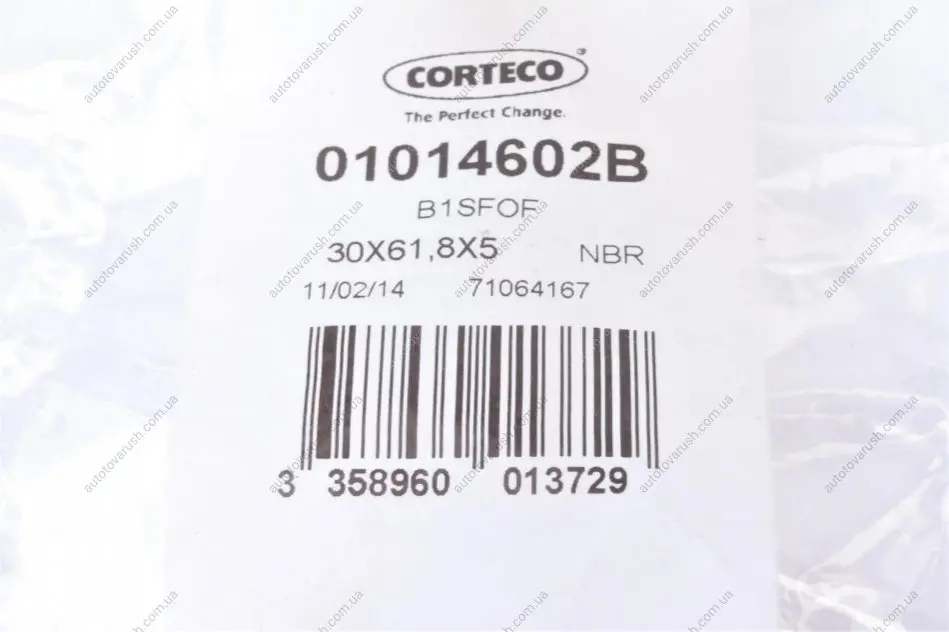 CORTECO
The Perfect Change.
01014602B
B1SFOF
30X61,8X5 NBR
11/02/14 71064167
3 358960 013729
autotovarush.com.ua